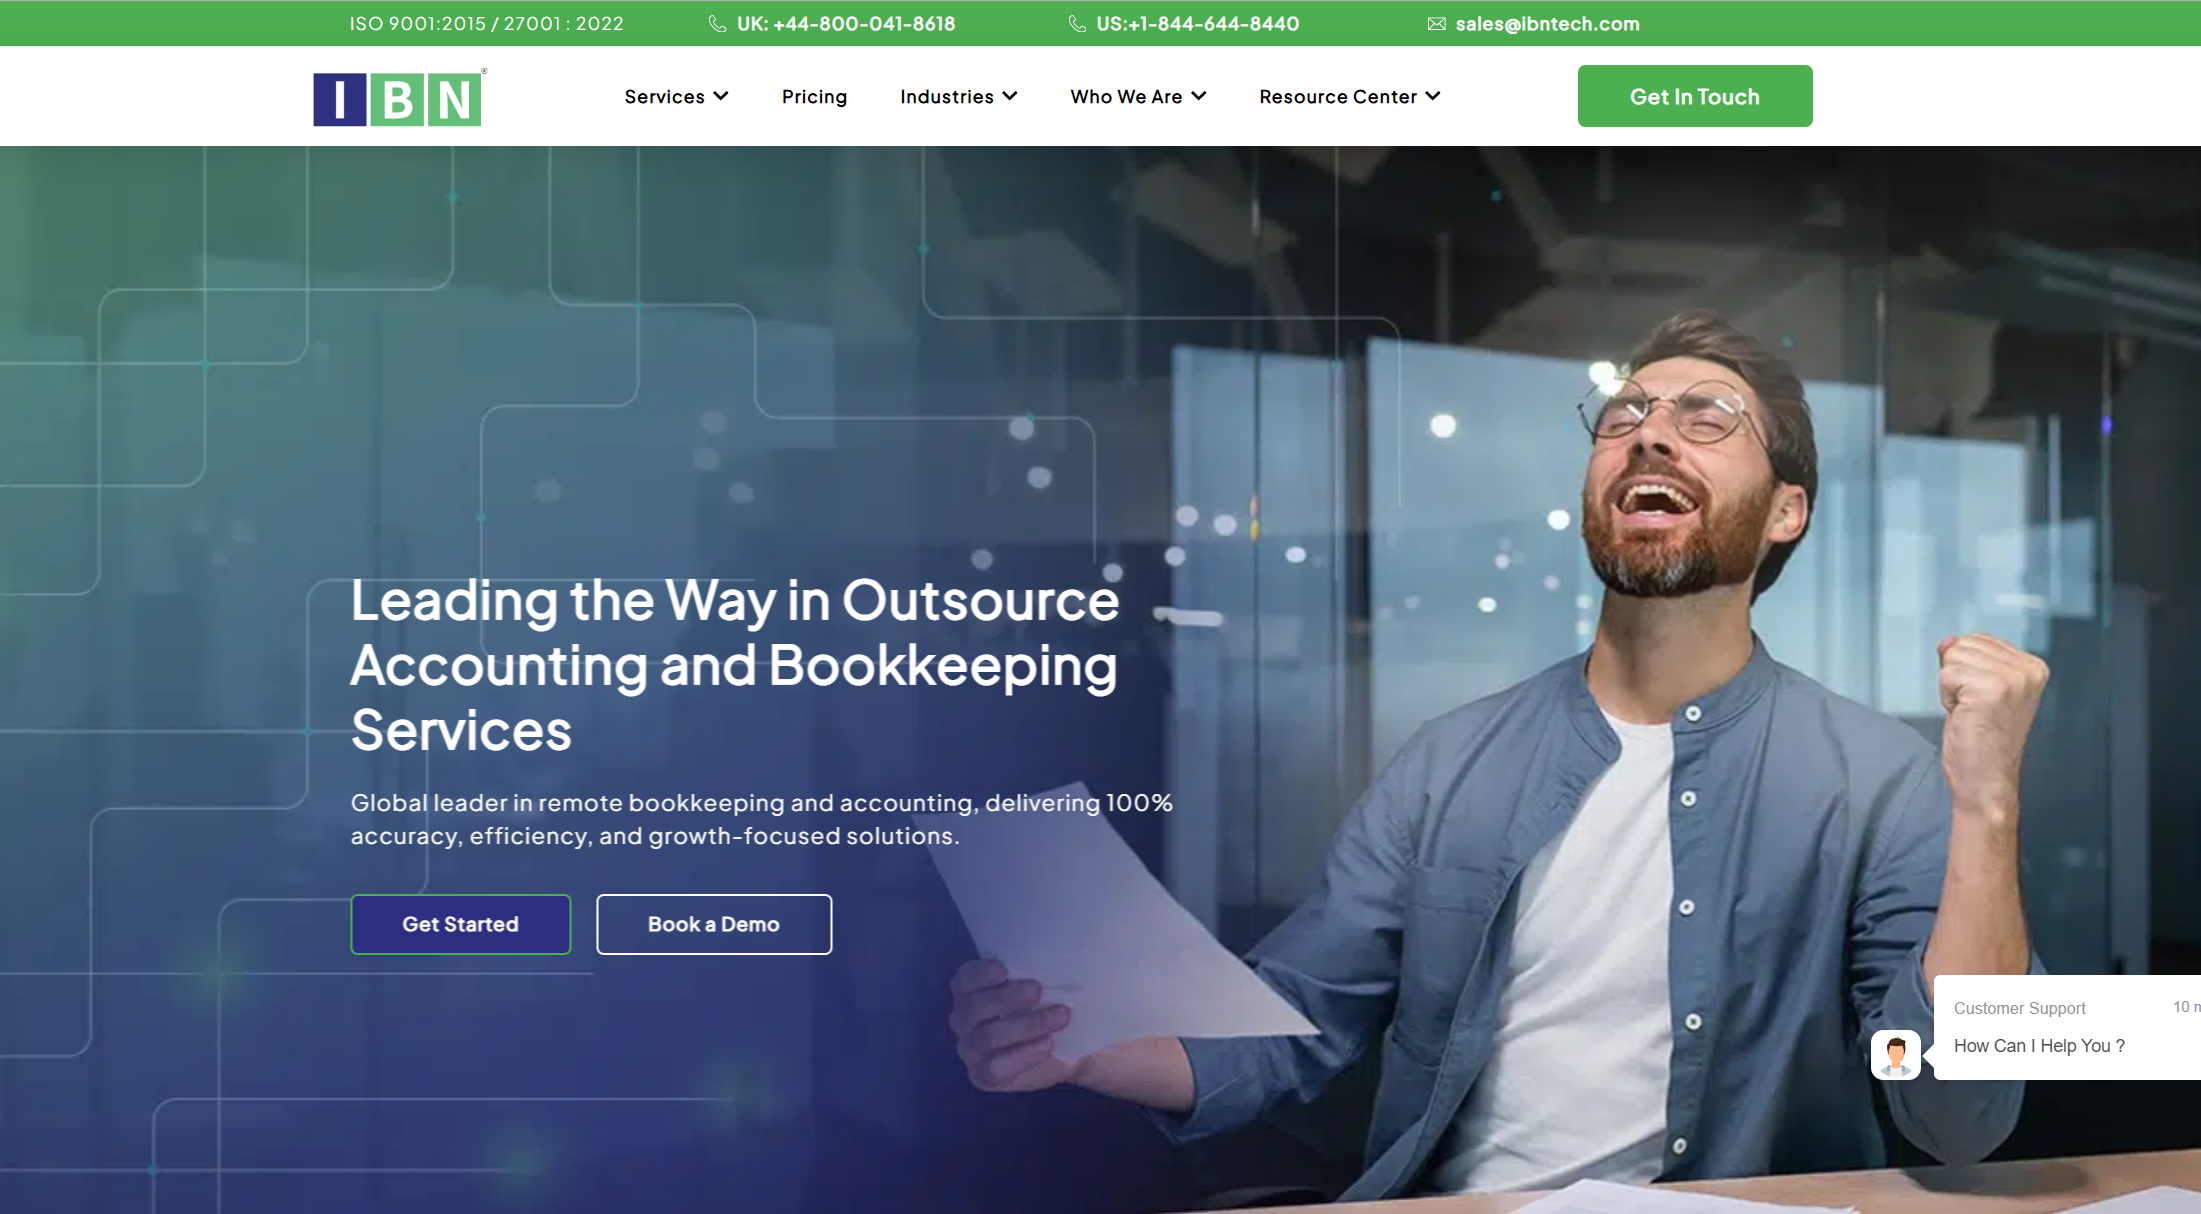 ISO 9001:2015 / 27001 : 2022
UK: +44-800-041-8618
US:+1-844-644-8440
sales@ibntech.com
IBN®
Services
Pricing
Industries
Who We Are
Resource Center
Get In Touch
Leading the Way in Outsource
Accounting and Bookkeeping
Services
Global leader in remote bookkeeping and accounting, delivering 100%
accuracy, efficiency, and growth-focused solutions.
Get Started
Book a Demo
Customer Support
10
How Can I Help You ?